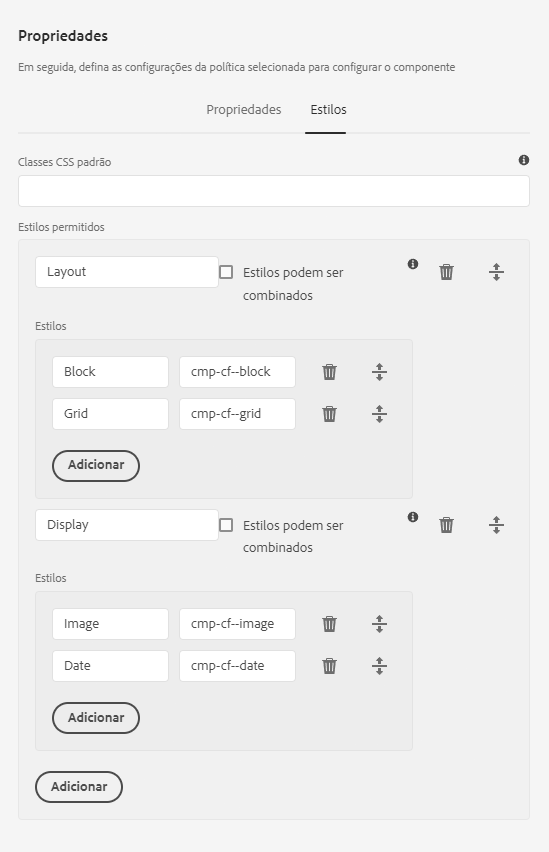 Propriedades
Em seguida, defina as configurações da política selecionada para configurar o componente
Propriedades Estilos
Classes CSS padrão
Estilos permitidos
Layout Estilos podem ser
combinados
Estilos
Block cmp-cf--block
Grid cmp-cf--grid
Adicionar
Display Estilos podem ser
combinados
Estilos
Image cmp-cf--image
Date cmp-cf--date
Adicionar
Adicionar